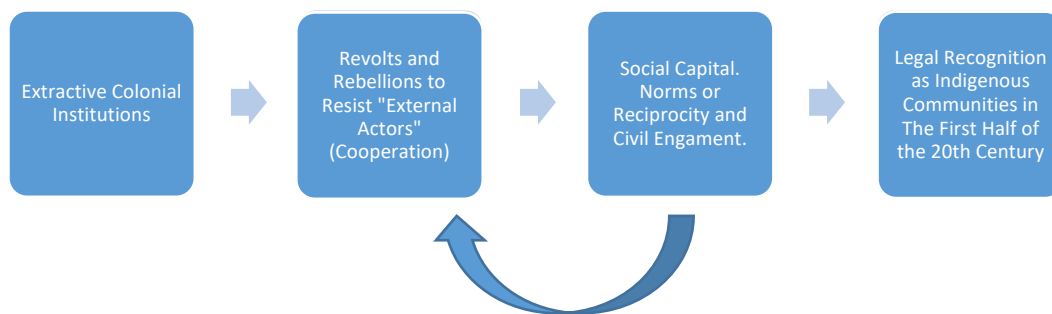 Extractive Colonial
Institutions
Revolts and
Rebellions to
Resist "External
Actors"
(Cooperation)
Social Capital.
Norms or
Reciprocity and
Civil Engament.
Legal Recognition
as Indigenous
Communities in
The First Half of
the 20th Century